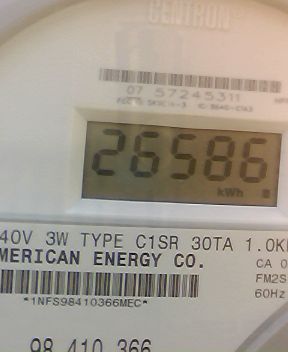 CENTRON
07 57245311
26586
kWh
40V 3W TYPE C1SR 30TA 1.0K
MERICAN ENERGY CO.
CA 0
FM2S
*1NFS98410366MEC*
60Hz
98 410 366